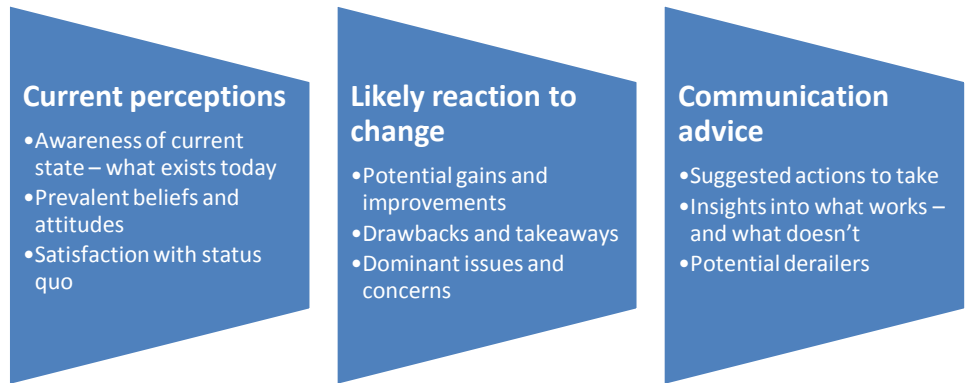 Current perceptions
•Awareness of current
state – what exists today
•Prevalent beliefs and
attitudes
•Satisfaction with status
quo
Likely reaction to
change
•Potential gains and
improvements
•Drawbacks and takeaways
•Dominant issues and
concerns
Communication
advice
•Suggested actions to take
•Insights into what works –
and what doesn't
•Potential derailers